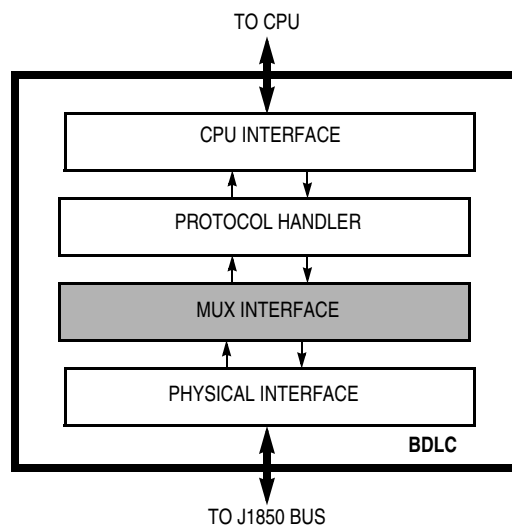 TO CPU
CPU INTERFACE
PROTOCOL HANDLER
MUX INTERFACE
PHYSICAL INTERFACE
BDLC
TO J1850 BUS